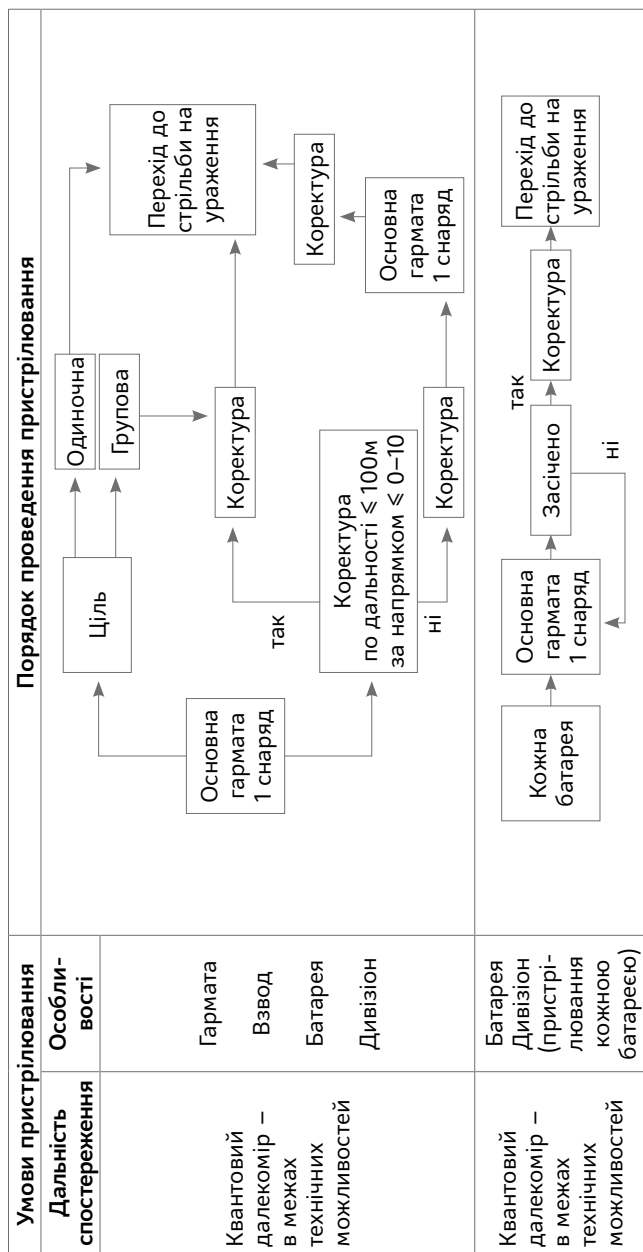 Умови пристрілювання
Порядок проведення пристрілювання
Дальність
спостереження
Особли-
вості
Квантовий
далекомір –
в межах
технічних
можливостей
Гармата
Взвод
Батарея
Дивізіон
Основна
гармата
1 снаряд
Ціль
Одиночна
Групова
Коректура
по дальності ⩽ 100м
за напрямком ⩽ 0–10
так
ні
Коректура
Коректура
Основна
гармата
1 снаряд
Коректура
Перехід до
стрільби на
ураження
Квантовий
далекомір –
в межах
технічних
можливостей
Батарея
Дивізіон
(пристрі-
лювання
кожною
батареєю)
Кожна
батарея
Основна
гармата
1 снаряд
Засічено
так
ні
Коректура
Перехід до
стрільби на
ураження